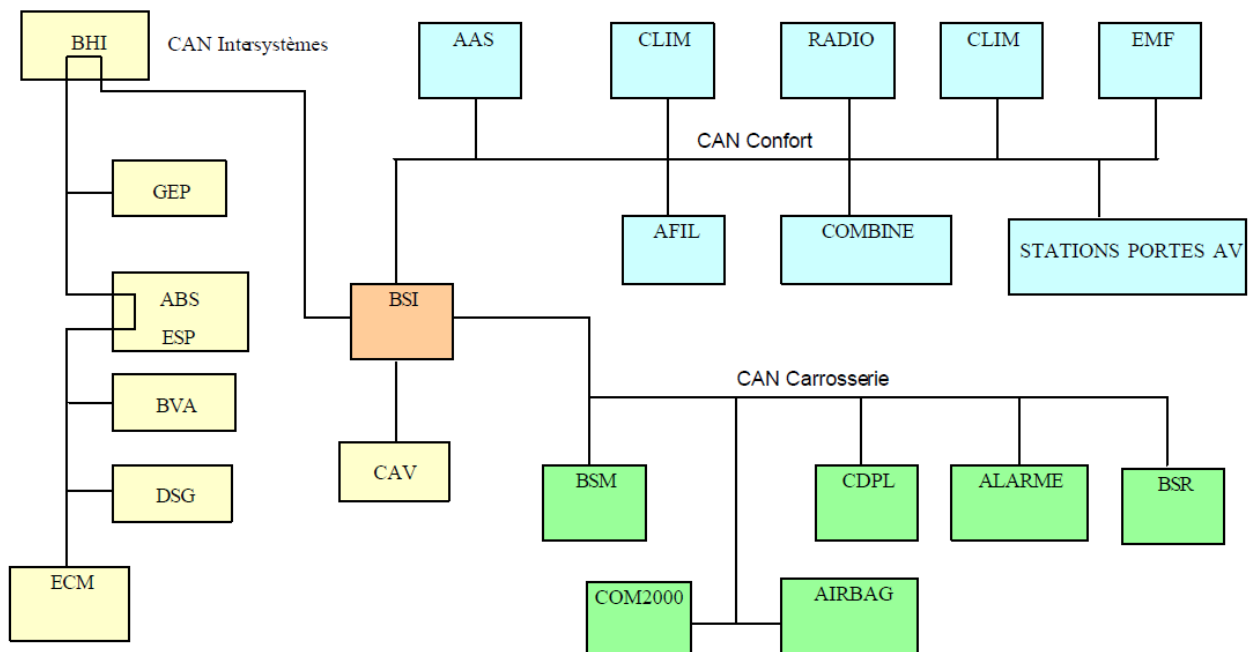 BHI
CAN Intersystèmes
AAS
CLIM
RADIO
CLIM
EMF
CAN Confort
GEP
AFIL
COMBINE
STATIONS PORTES AV
ABS
ESP
BSI
CAN Carrosserie
BVA
CAV
DSG
BSM
CDPL
ALARME
BSR
ECM
COM2000
AIRBAG